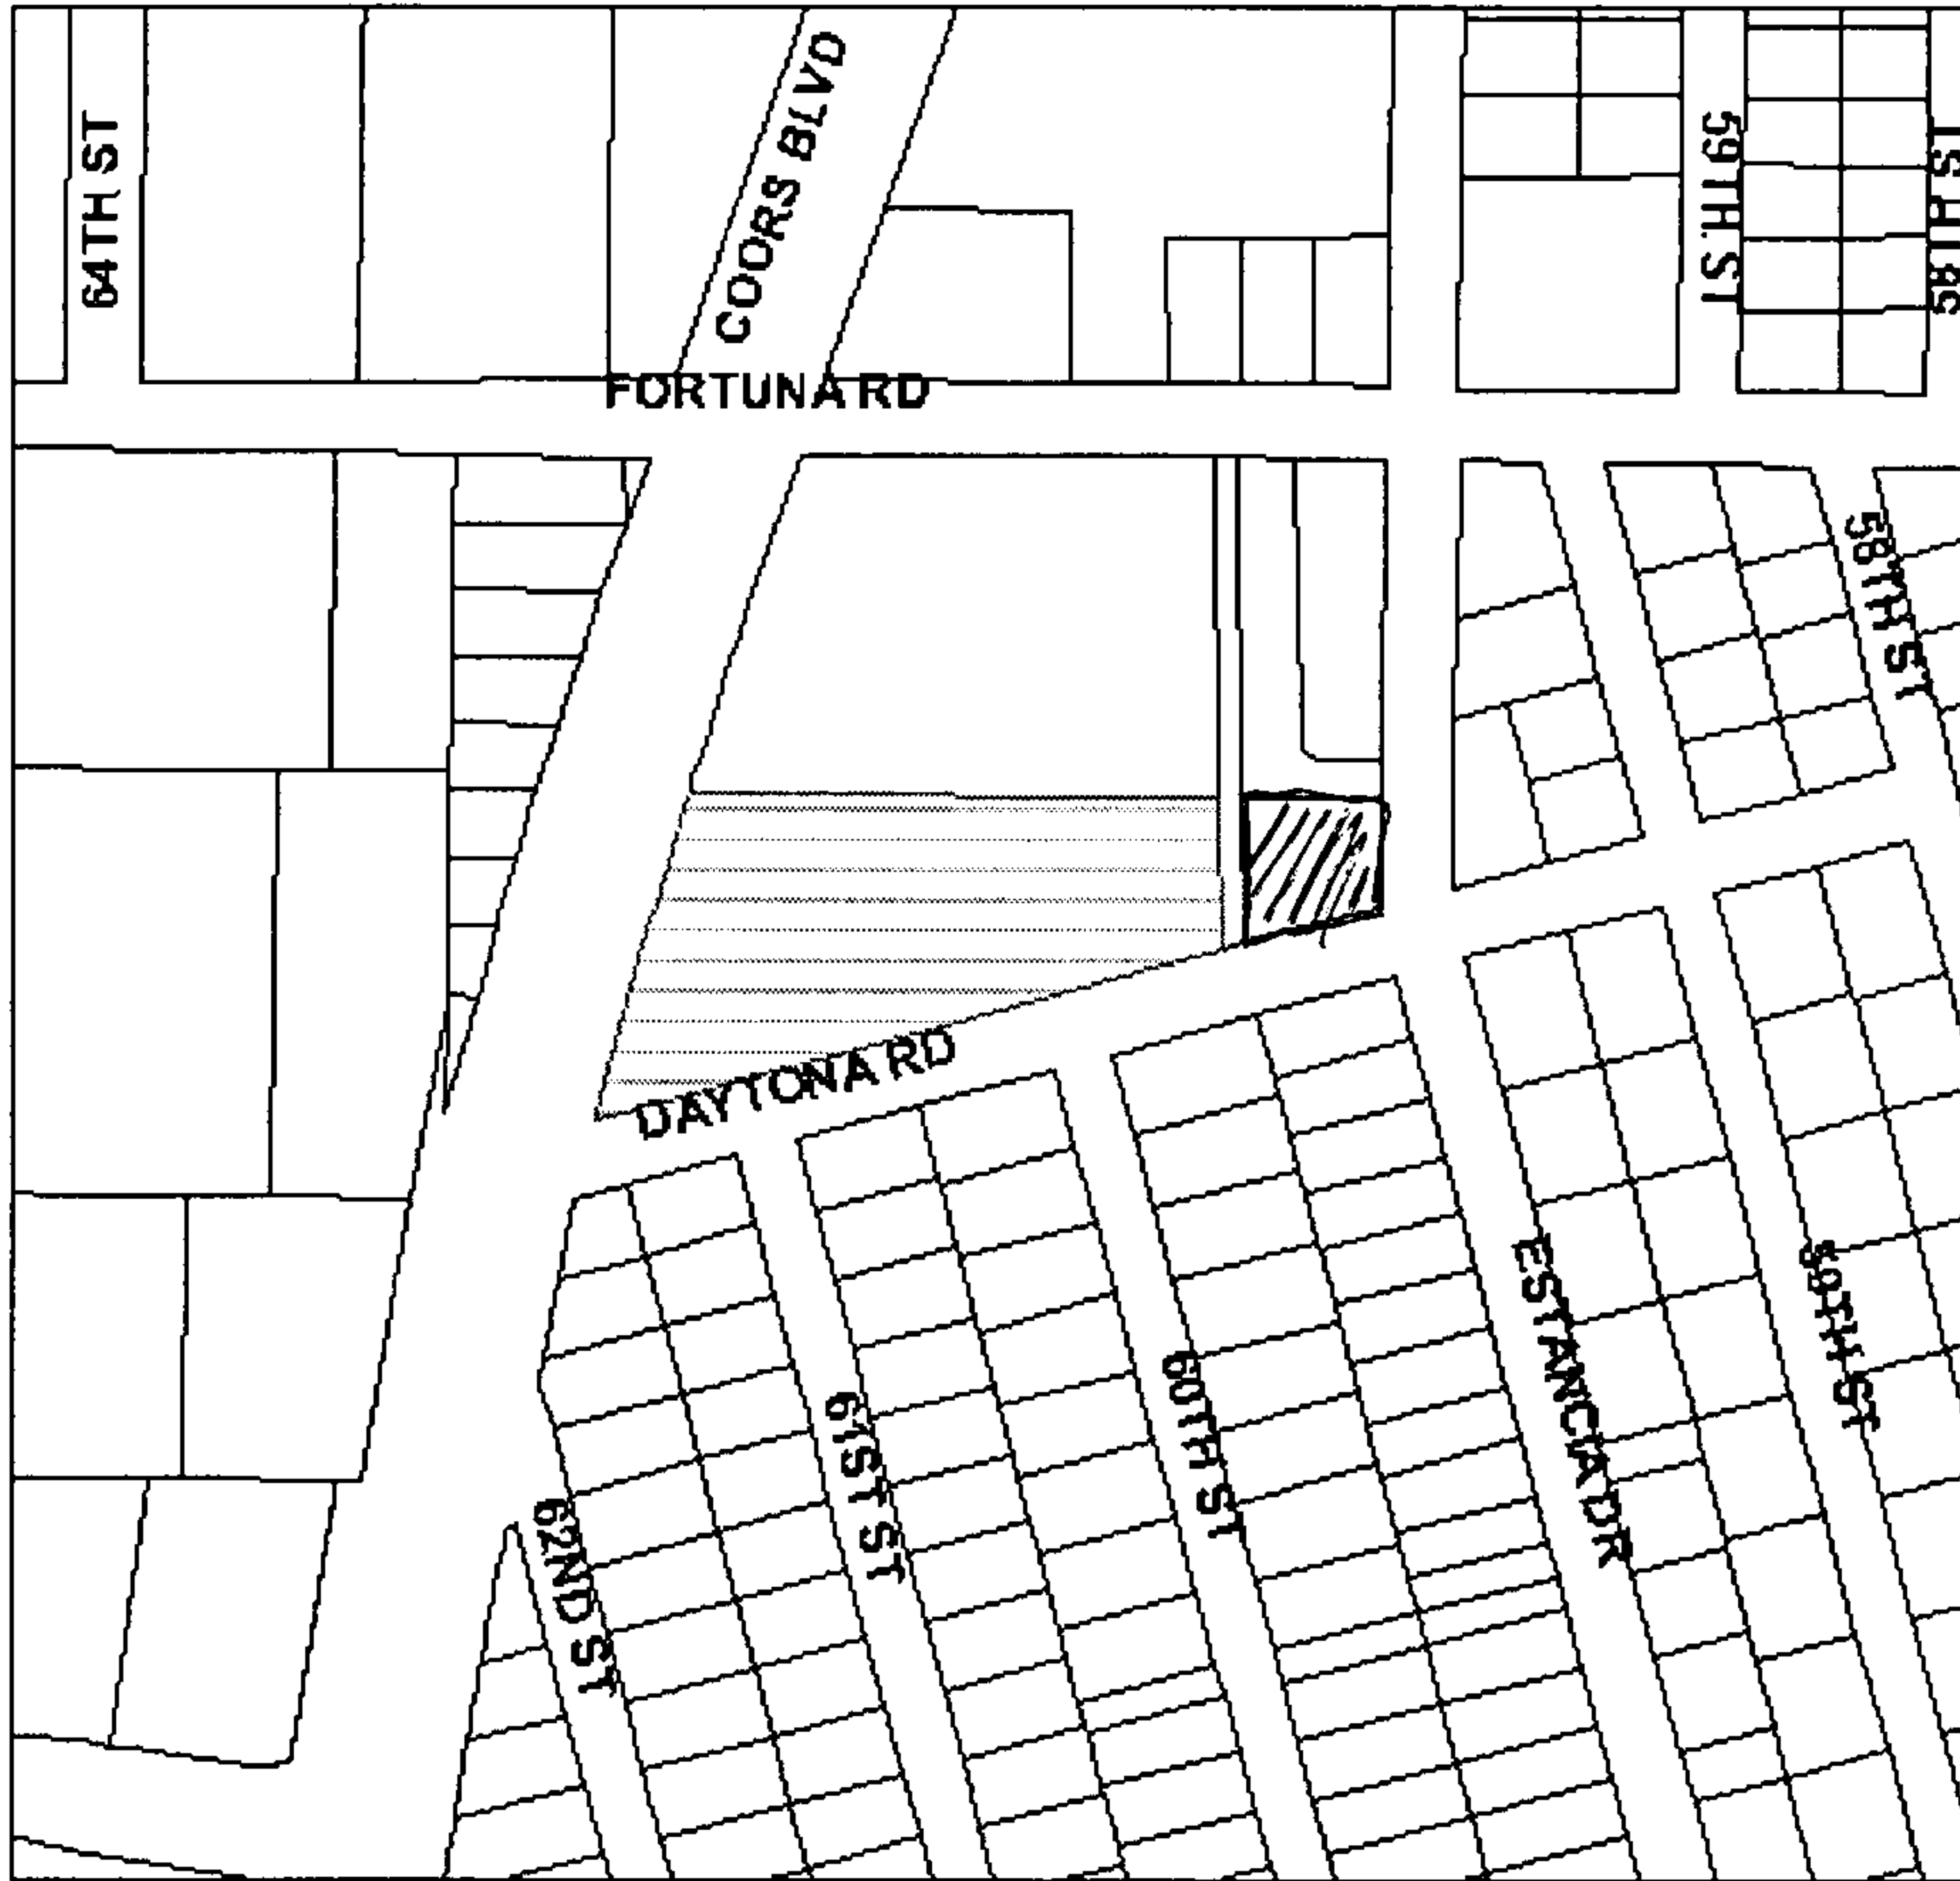 64TH ST
COORS BLVD
59TH ST
58TH ST
FORTUNA RD
58TH ST
DAYTONA RD
ESTANCIA DR
59TH ST
60TH ST
61ST ST
62ND ST